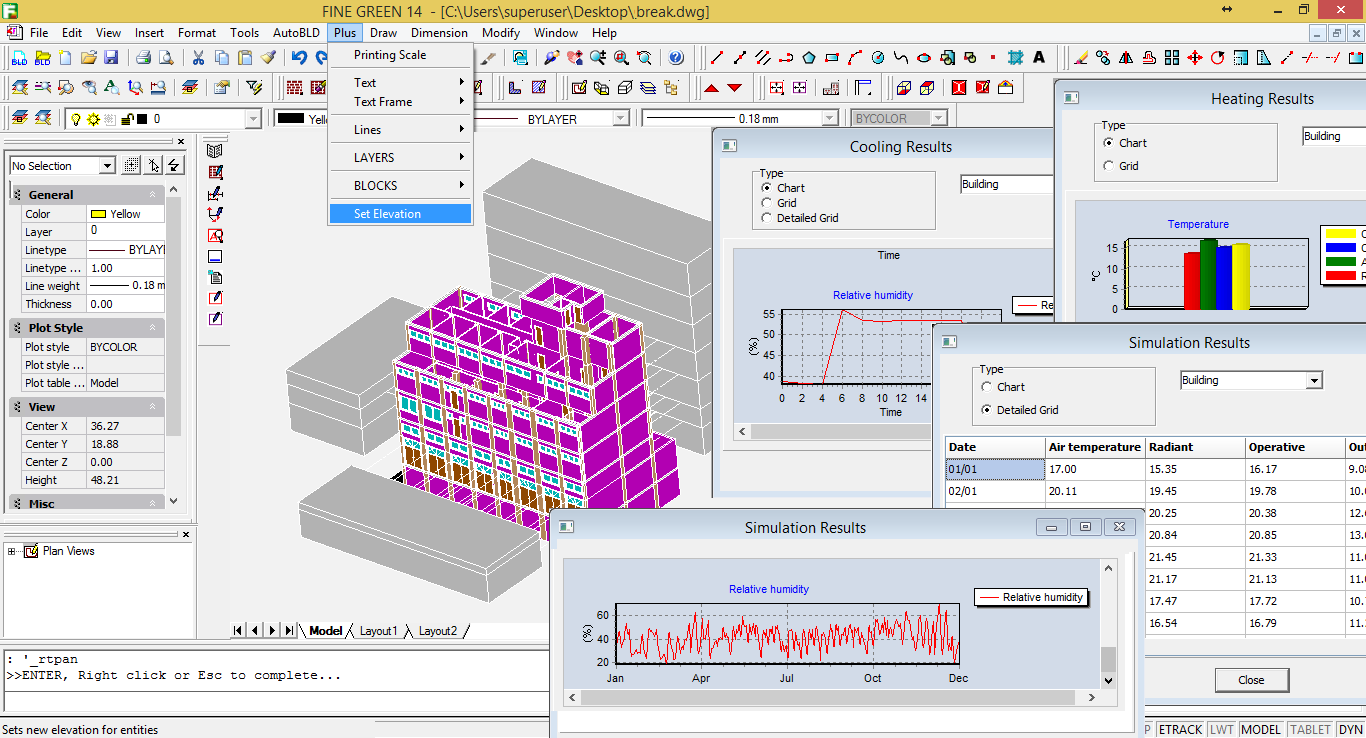 FINE GREEN 14 - [C:\Users\superuser\Desktop\.break.dwg]
File Edit View Insert Format Tools AutoBLD Plus Draw Dimension Modify Window Help
BLD BLD
Printing Scale
Text
Text Frame
Lines
LAYERS
BLOCKS
Set Elevation
0
BYLAYER
0.18 mm
BYCOLOR
No Selection
General
Color Yellow
Layer 0
Linetype BYLAY
Linetype ... 1.00
Line weight 0.18 m
Thickness 0.00
Plot Style
Plot style BYCOLOR
Plot style ...
Plot table ... Model
View
Center X 36.27
Center Y 18.88
Center Z 0.00
Height 48.21
Misc
Plan Views
Model Layout1 Layout2
: '_rtpan
>>ENTER, Right click or Esc to complete...
Sets new elevation for entities
ETRACK LWT MODEL TABLET DYN
Cooling Results
Type
Chart
Grid
Detailed Grid
Building
Time
Relative humidity
Re
(%)
55
50
45
40
0 2 4 6 8 10 12 14
Time
Heating Results
Type
Chart
Grid
Building
Temperature
°C
15
10
5
0
Simulation Results
Type
Chart
Detailed Grid
Building
Date Air temperature Radiant Operative Out
01/01 17.00 15.35 16.17 9.08
02/01 20.11 19.45 19.78 10.
20.25 20.38 12.
20.84 20.85 13.
21.45 21.33 11.
21.17 21.13 11.
17.47 17.72 10.
16.54 16.79 11.
Close
Simulation Results
Relative humidity
Relative humidity
(%)
60
40
20
Jan Apr Jul Oct Dec